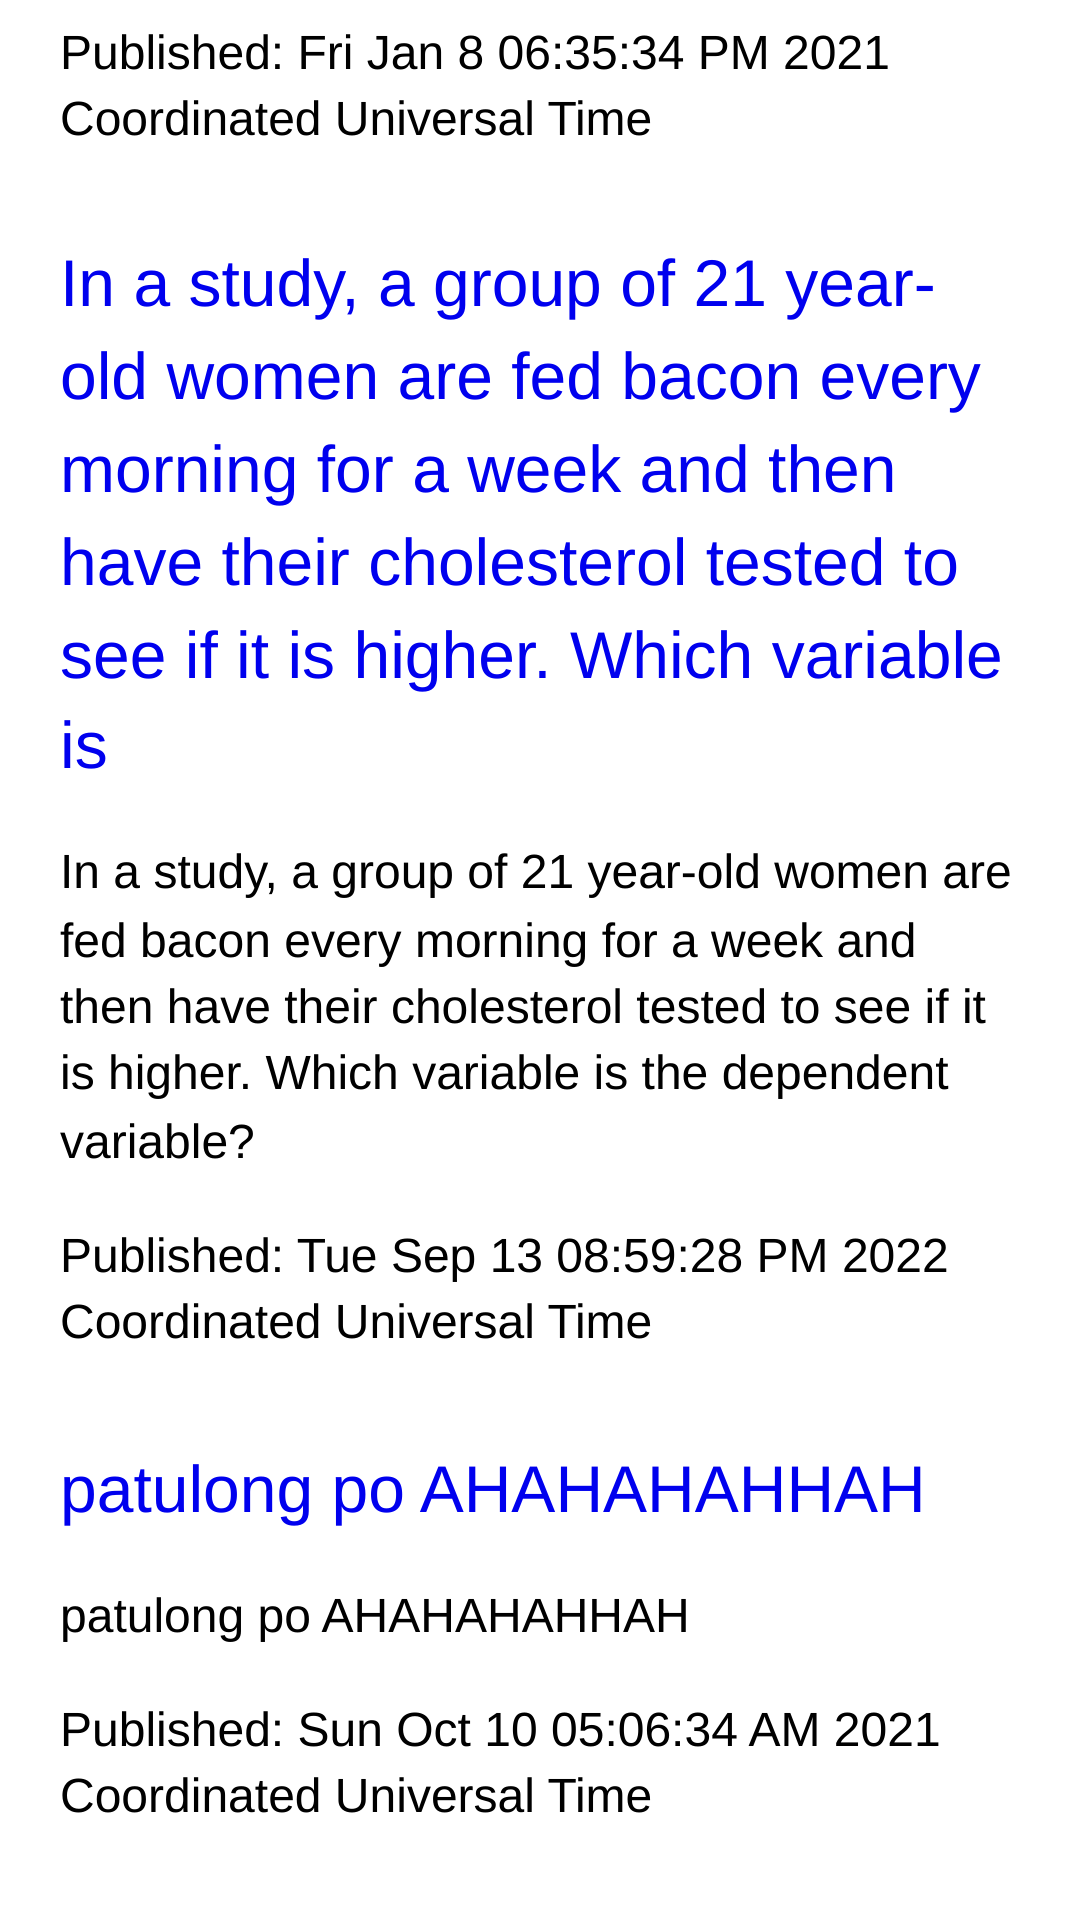 Published: Fri Jan 8 06:35:34 PM 2021
Coordinated Universal Time
In a study, a group of 21 year-
old women are fed bacon every
morning for a week and then
have their cholesterol tested to
see if it is higher. Which variable
is
In a study, a group of 21 year-old women are
fed bacon every morning for a week and
then have their cholesterol tested to see if it
is higher. Which variable is the dependent
variable?
Published: Tue Sep 13 08:59:28 PM 2022
Coordinated Universal Time
patulong po AHAHAHAHHAH
patulong po AHAHAHAHHAH
Published: Sun Oct 10 05:06:34 AM 2021
Coordinated Universal Time